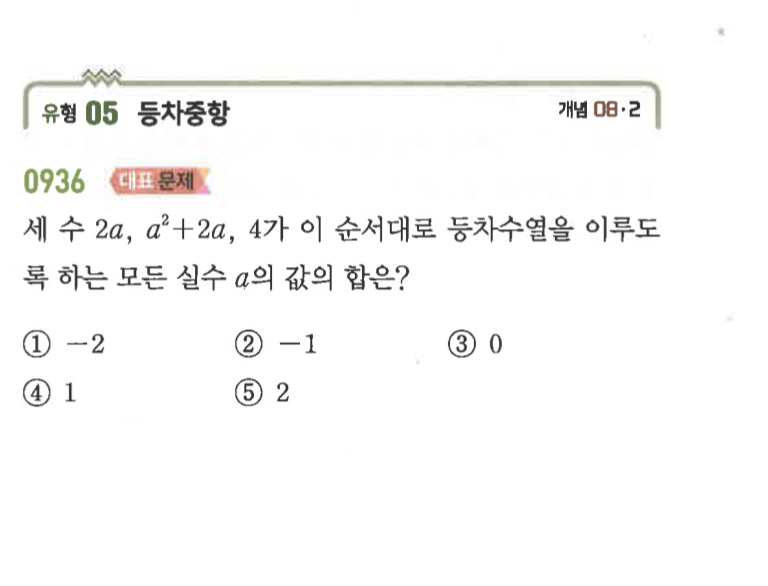 유형 05 등차중항 개념 08·2
0936 대표문제
세 수 2a, a²+2a, 4가 이 순서대로 등차수열을 이루도
록 하는 모든 실수 a의 값의 합은?
① -2 ② -1 ③ 0
④ 1 ⑤ 2